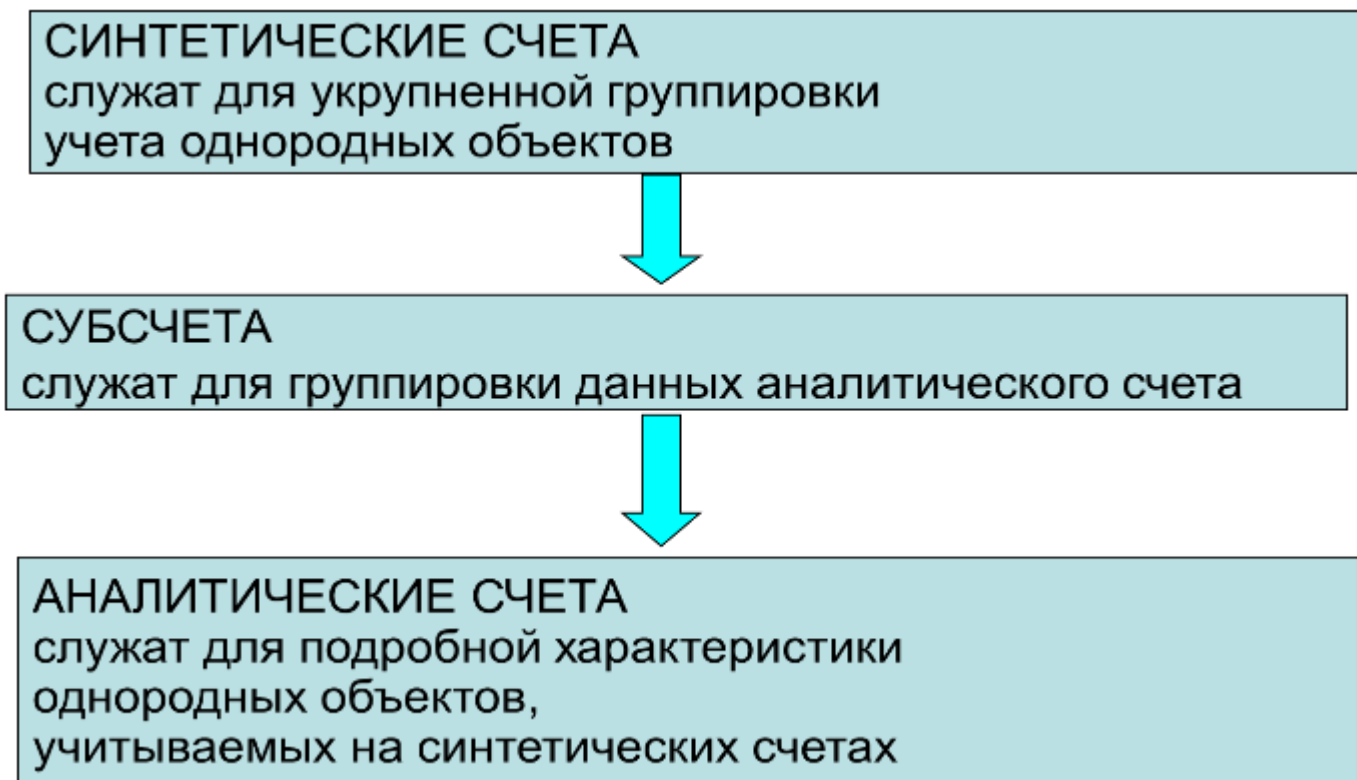 СИНТЕТИЧЕСКИЕ СЧЕТА
служат для укрупненной группировки
учета однородных объектов
СУБСЧЕТА
служат для группировки данных аналитического счета
АНАЛИТИЧЕСКИЕ СЧЕТА
служат для подробной характеристики
однородных объектов,
учитываемых на синтетических счетах